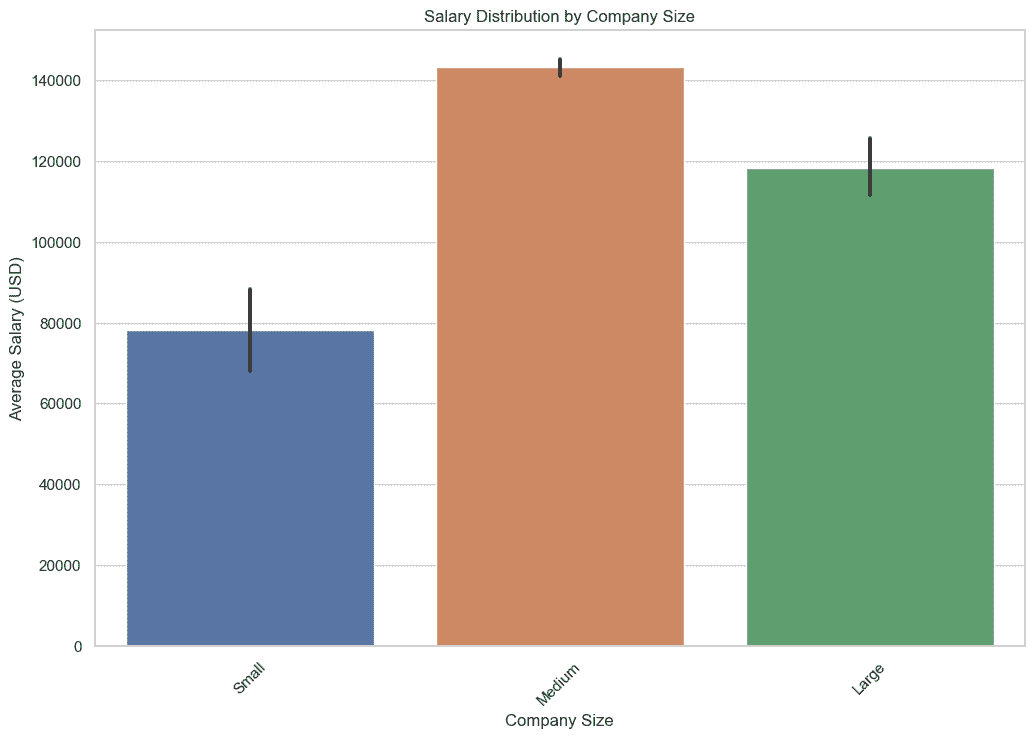 Salary Distribution by Company Size
Average Salary (USD)
140000
120000
100000
80000
60000
40000
20000
0
Small
Medium
Large
Company Size